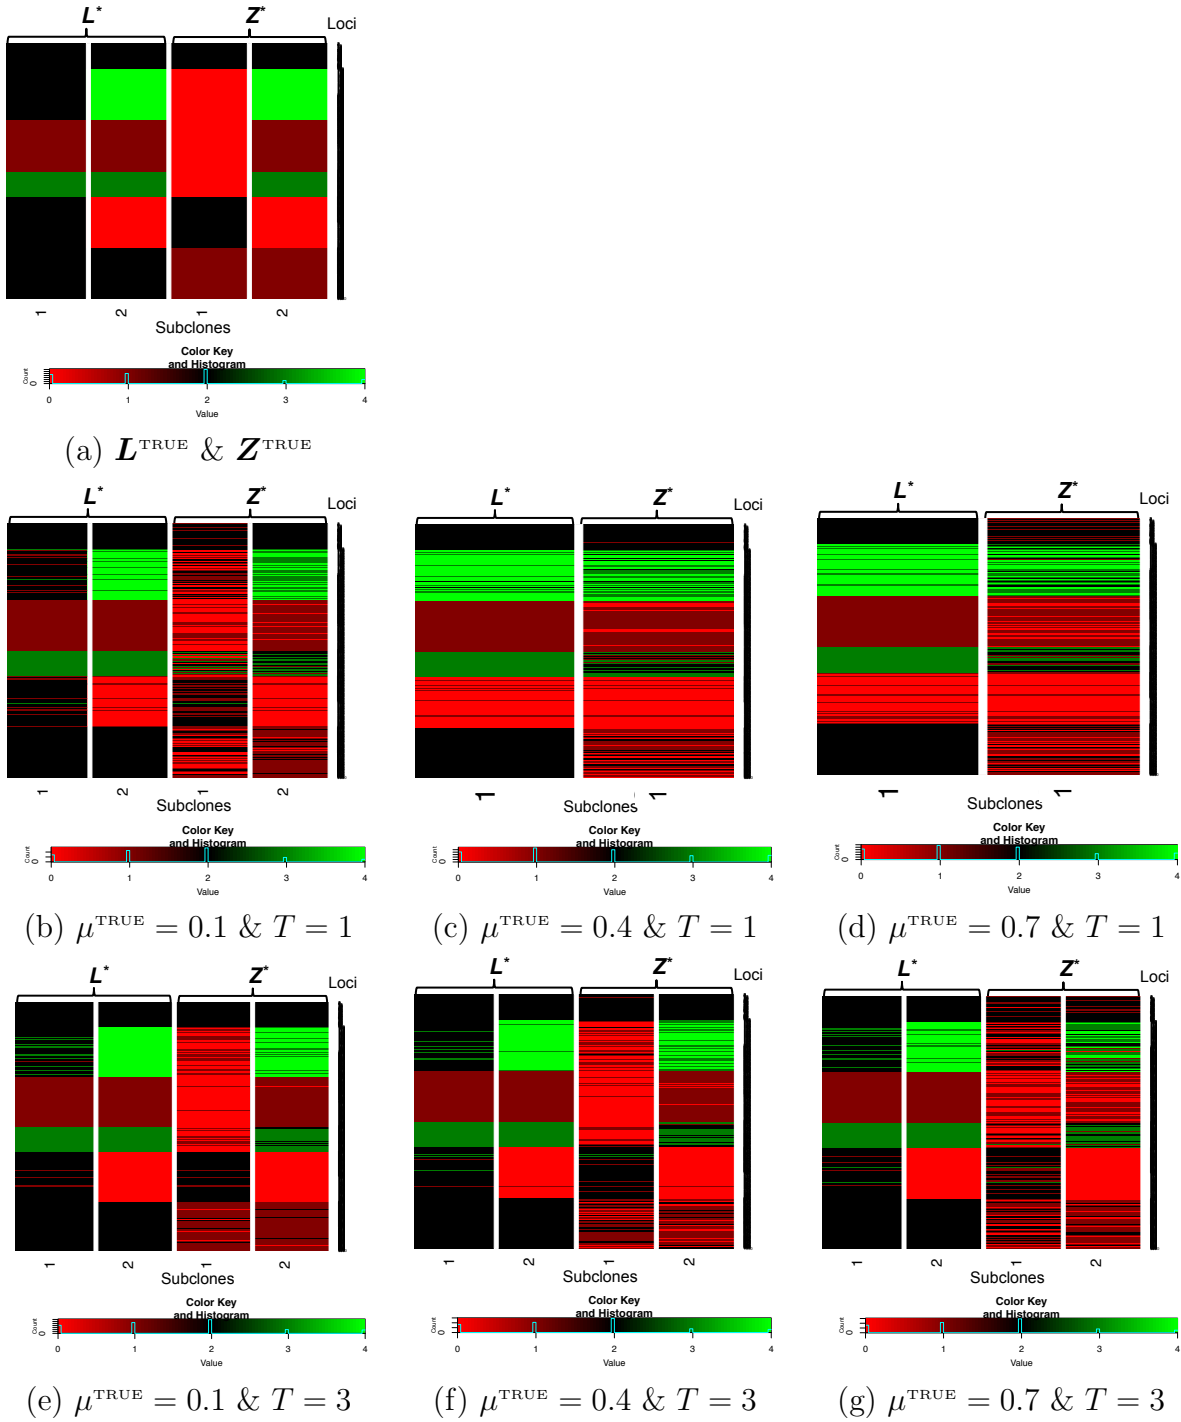 L* Z* Loci
1 2 1 2
Subclones
Color Key
and Histogram
Count
0
0 1 2 3 4
Value
(a) L^TRUE & Z^TRUE
L* Z* Loci
1 2 1 2
Subclones
Color Key
and Histogram
Count
0
0 1 2 3 4
Value
(b) μ^TRUE = 0.1 & T = 1
L* Z* Loci
1 1
Subclones
Color Key
and Histogram
Count
0
0 1 2 3 4
Value
(c) μ^TRUE = 0.4 & T = 1
L* Z* Loci
1 1
Subclones
Color Key
and Histogram
Count
0
0 1 2 3 4
Value
(d) μ^TRUE = 0.7 & T = 1
L* Z* Loci
1 2 1 2
Subclones
Color Key
and Histogram
Count
0
0 1 2 3 4
Value
(e) μ^TRUE = 0.1 & T = 3
L* Z* Loci
1 2 1 2
Subclones
Color Key
and Histogram
Count
0
0 1 2 3 4
Value
(f) μ^TRUE = 0.4 & T = 3
L* Z* Loci
1 2 1 2
Subclones
Color Key
and Histogram
Count
0
0 1 2 3 4
Value
(g) μ^TRUE = 0.7 & T = 3